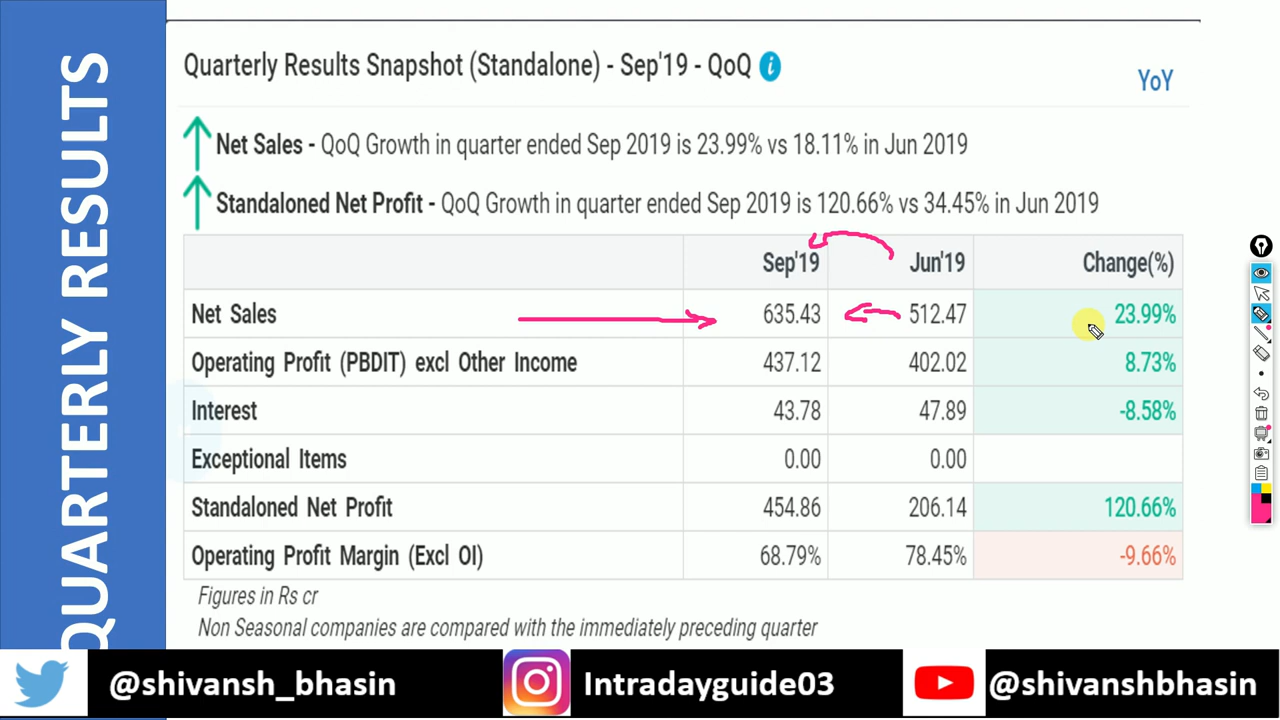 QUARTERLY RESULTS
Quarterly Results Snapshot (Standalone) - Sep'19 - QoQ i
YoY
Net Sales - QoQ Growth in quarter ended Sep 2019 is 23.99% vs 18.11% in Jun 2019
Standaloned Net Profit - QoQ Growth in quarter ended Sep 2019 is 120.66% vs 34.45% in Jun 2019
Sep'19 Jun'19 Change(%)
Net Sales 635.43 512.47 23.99%
Operating Profit (PBDIT) excl Other Income 437.12 402.02 8.73%
Interest 43.78 47.89 -8.58%
Exceptional Items 0.00 0.00
Standaloned Net Profit 454.86 206.14 120.66%
Operating Profit Margin (Excl OI) 68.79% 78.45% -9.66%
Figures in Rs cr
Non Seasonal companies are compared with the immediately preceding quarter
@shivansh_bhasin Intradayguide03 @shivanshbhasin